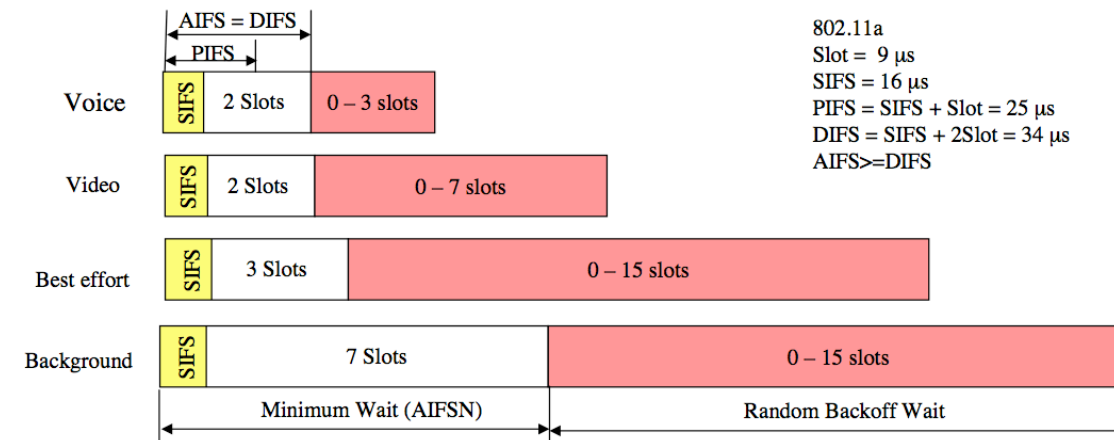 AIFS = DIFS
PIFS
802.11a
Slot = 9 μs
SIFS = 16 μs
PIFS = SIFS + Slot = 25 μs
DIFS = SIFS + 2Slot = 34 μs
AIFS>=DIFS
Voice
SIFS
2 Slots
0 – 3 slots
Video
SIFS
2 Slots
0 – 7 slots
Best effort
SIFS
3 Slots
0 – 15 slots
Background
SIFS
7 Slots
0 – 15 slots
Minimum Wait (AIFSN)
Random Backoff Wait